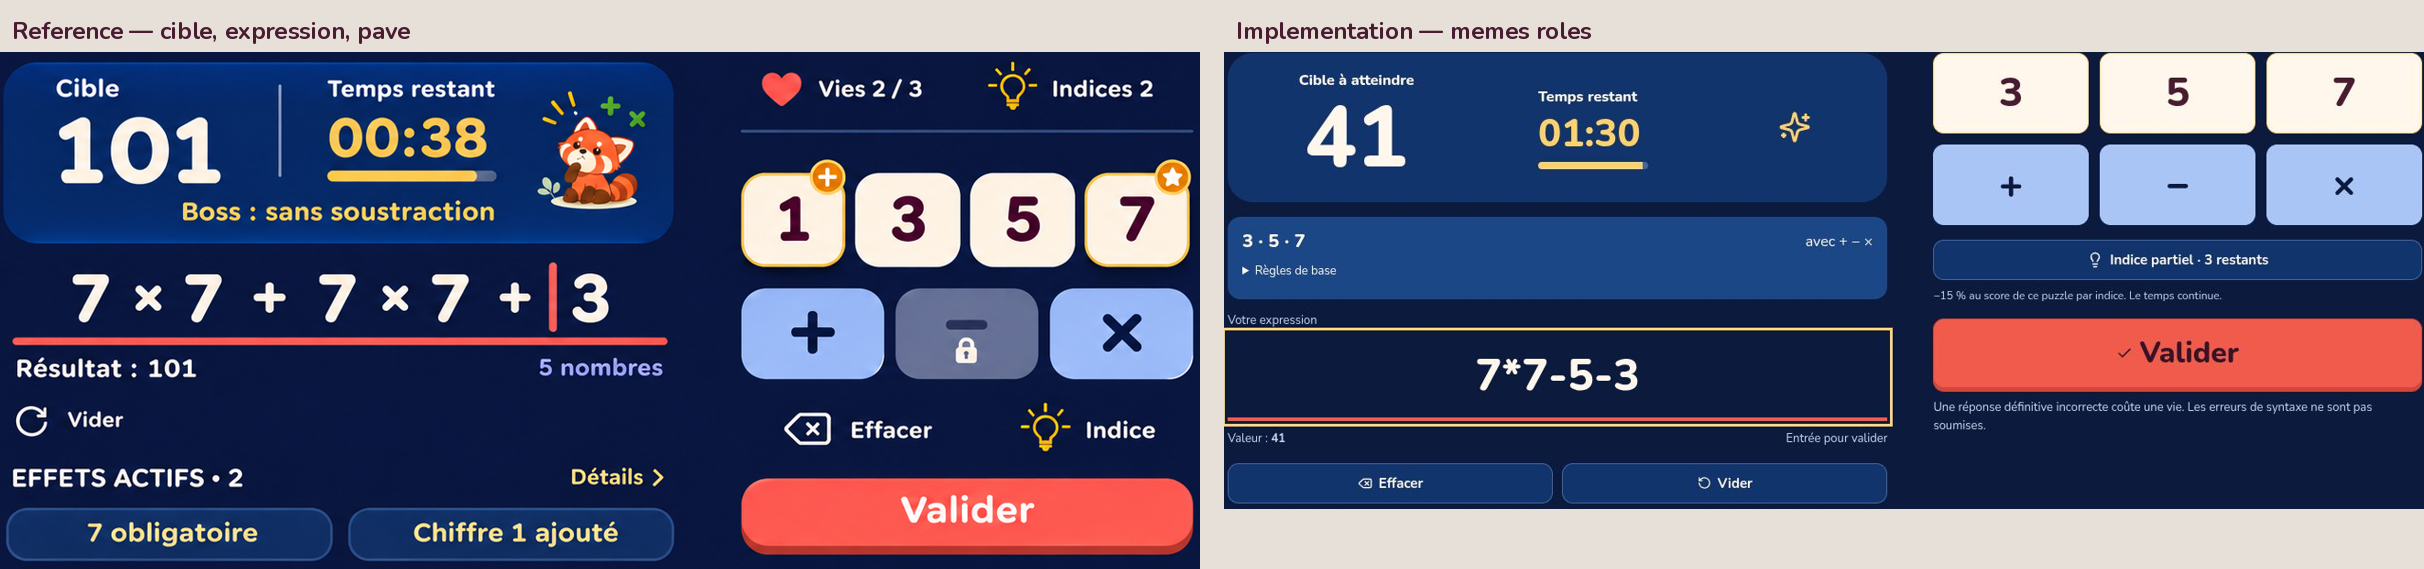 Reference — cible, expression, pave
Cible
101
Temps restant
00:38
Boss : sans soustraction
7 × 7 + 7 × 7 + 3
Résultat : 101
5 nombres
Vider
EFFETS ACTIFS • 2
Détails >
7 obligatoire
Chiffre 1 ajouté
Vies 2 / 3
Indices 2
1 3 5 7
+ − ×
Effacer
Indice
Valider
Implementation — memes roles
Cible à atteindre
41
Temps restant
01:30
3 · 5 · 7
avec + − ×
Règles de base
Votre expression
7*7-5-3
Valeur : 41
Entrée pour valider
Effacer
Vider
3 5 7
+ − ×
Indice partiel · 3 restants
−15 % au score de ce puzzle par indice. Le temps continue.
Valider
Une réponse définitive incorrecte coûte une vie. Les erreurs de syntaxe ne sont pas
soumises.